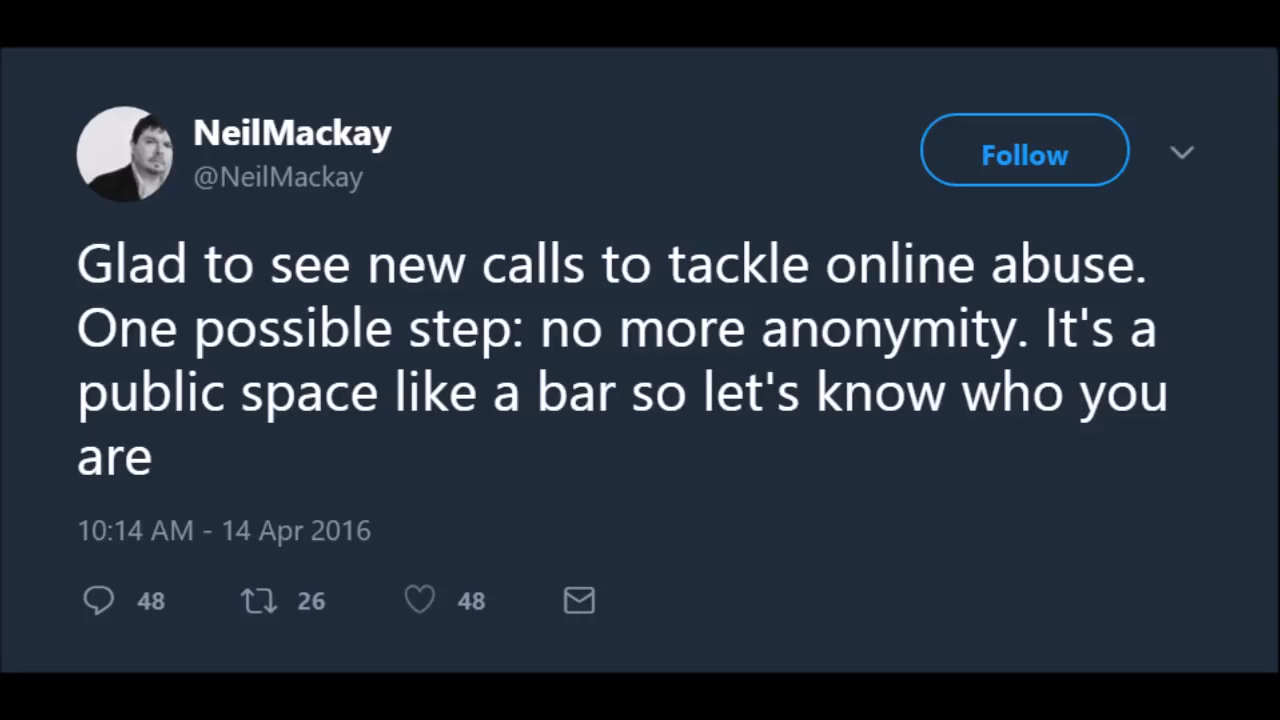 NeilMackay
@NeilMackay
Follow
Glad to see new calls to tackle online abuse.
One possible step: no more anonymity. It's a
public space like a bar so let's know who you
are
10:14 AM - 14 Apr 2016
48 26 48